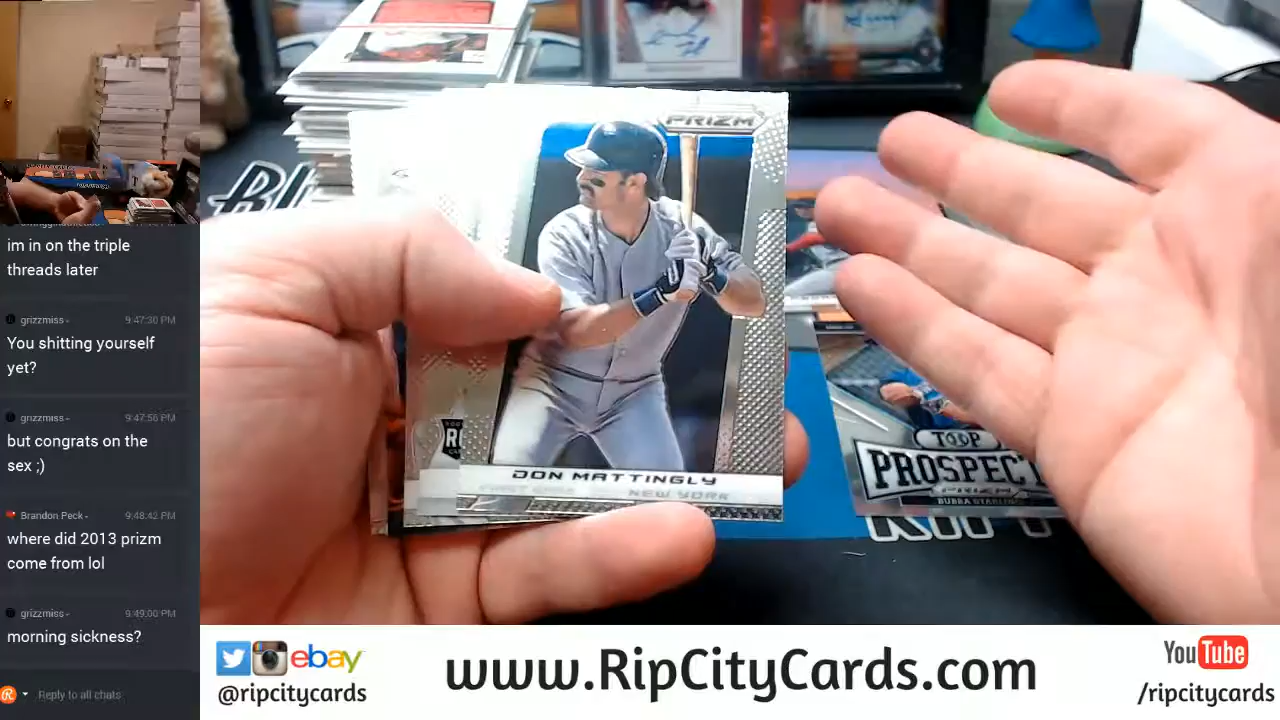 im in on the triple
threads later
grizzmiss- 9:47:30 PM
You shitting yourself
yet?
grizzmiss- 9:47:56 PM
but congrats on the
sex ;)
Brandon Peck- 9:48:42 PM
where did 2013 prizm
come from lol
grizzmiss- 9:49:00 PM
morning sickness?
Reply to all chats
PRIZM
DON MATTINGLY
NEW YORK
TOP
PROSPECT
PRIZM
BUBBA STARLING
ebay
@ripcitycards
www.RipCityCards.com
YouTube
/ripcitycards